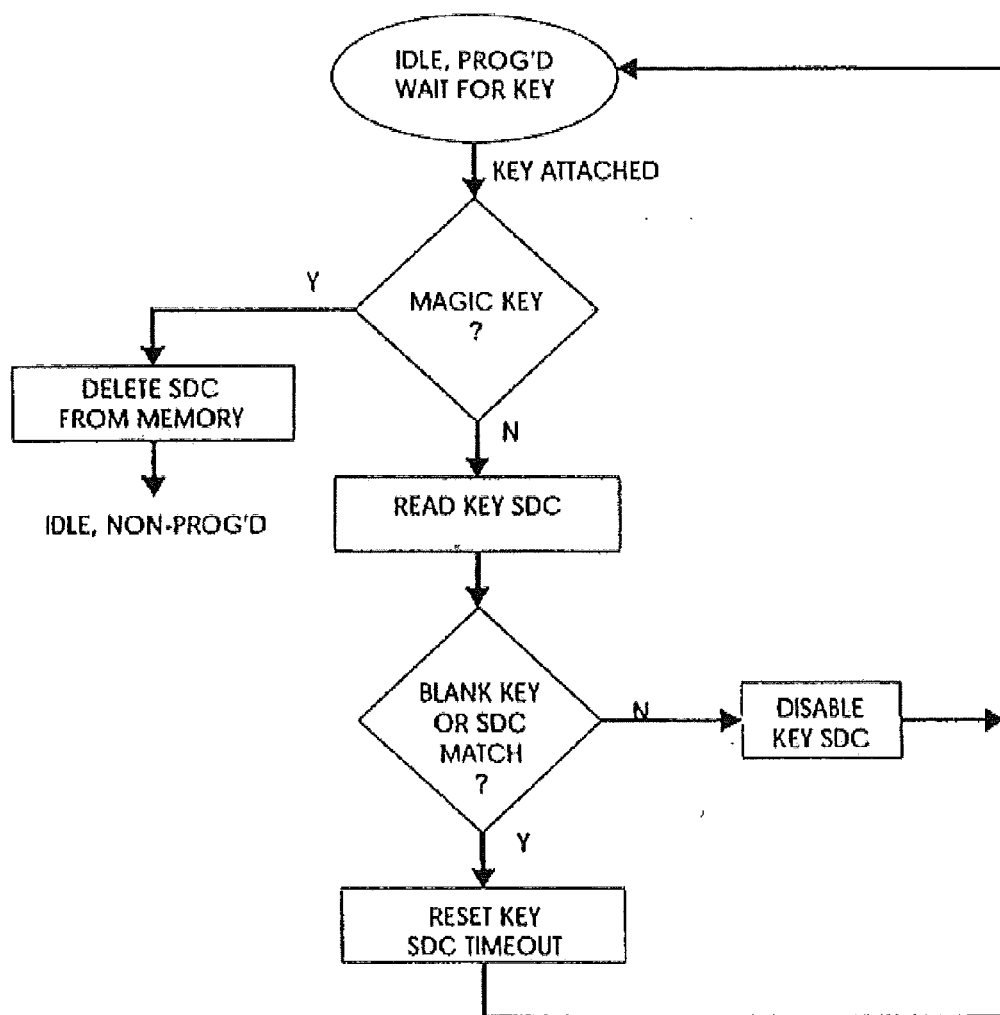 IDLE, PROG'D
WAIT FOR KEY
KEY ATTACHED
Y
MAGIC KEY
?
DELETE SDC
FROM MEMORY
N
READ KEY SDC
IDLE, NON-PROG'D
BLANK KEY
OR SDC
MATCH
?
N
DISABLE
KEY SDC
Y
RESET KEY
SDC TIMEOUT